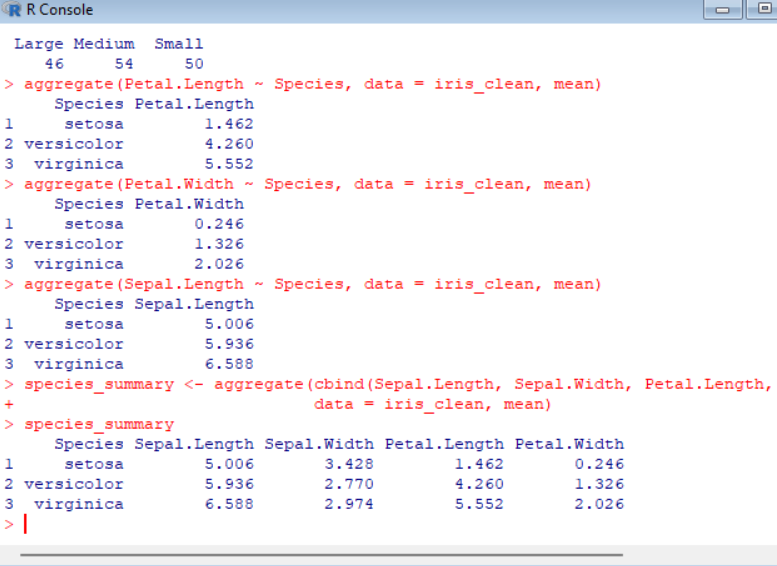 R Console
Large Medium Small
46 54 50
> aggregate(Petal.Length ~ Species, data = iris_clean, mean)
Species Petal.Length
1 setosa 1.462
2 versicolor 4.260
3 virginica 5.552
> aggregate(Petal.Width ~ Species, data = iris_clean, mean)
Species Petal.Width
1 setosa 0.246
2 versicolor 1.326
3 virginica 2.026
> aggregate(Sepal.Length ~ Species, data = iris_clean, mean)
Species Sepal.Length
1 setosa 5.006
2 versicolor 5.936
3 virginica 6.588
> species_summary <- aggregate(cbind(Sepal.Length, Sepal.Width, Petal.Length,
+ data = iris_clean, mean)
> species_summary
Species Sepal.Length Sepal.Width Petal.Length Petal.Width
1 setosa 5.006 3.428 1.462 0.246
2 versicolor 5.936 2.770 4.260 1.326
3 virginica 6.588 2.974 5.552 2.026
>